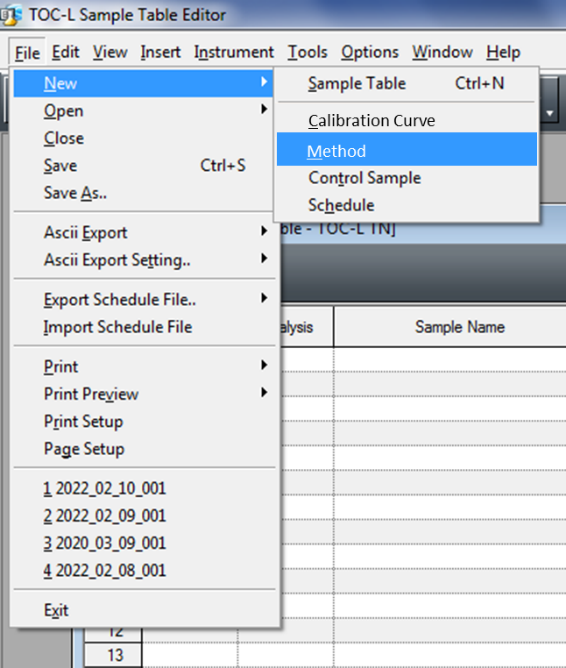 TOC-L Sample Table Editor
File Edit View Insert Instrument Tools Options Window Help
New
Open
Close
Save Ctrl+S
Save As..
Ascii Export
Ascii Export Setting..
Export Schedule File..
Import Schedule File
Print
Print Preview
Print Setup
Page Setup
1 2022_02_10_001
2 2022_02_09_001
3 2020_03_09_001
4 2022_02_08_001
Exit
Sample Table Ctrl+N
Calibration Curve
Method
Control Sample
Schedule
ble - TOC-L TN]
alysis Sample Name
12
13